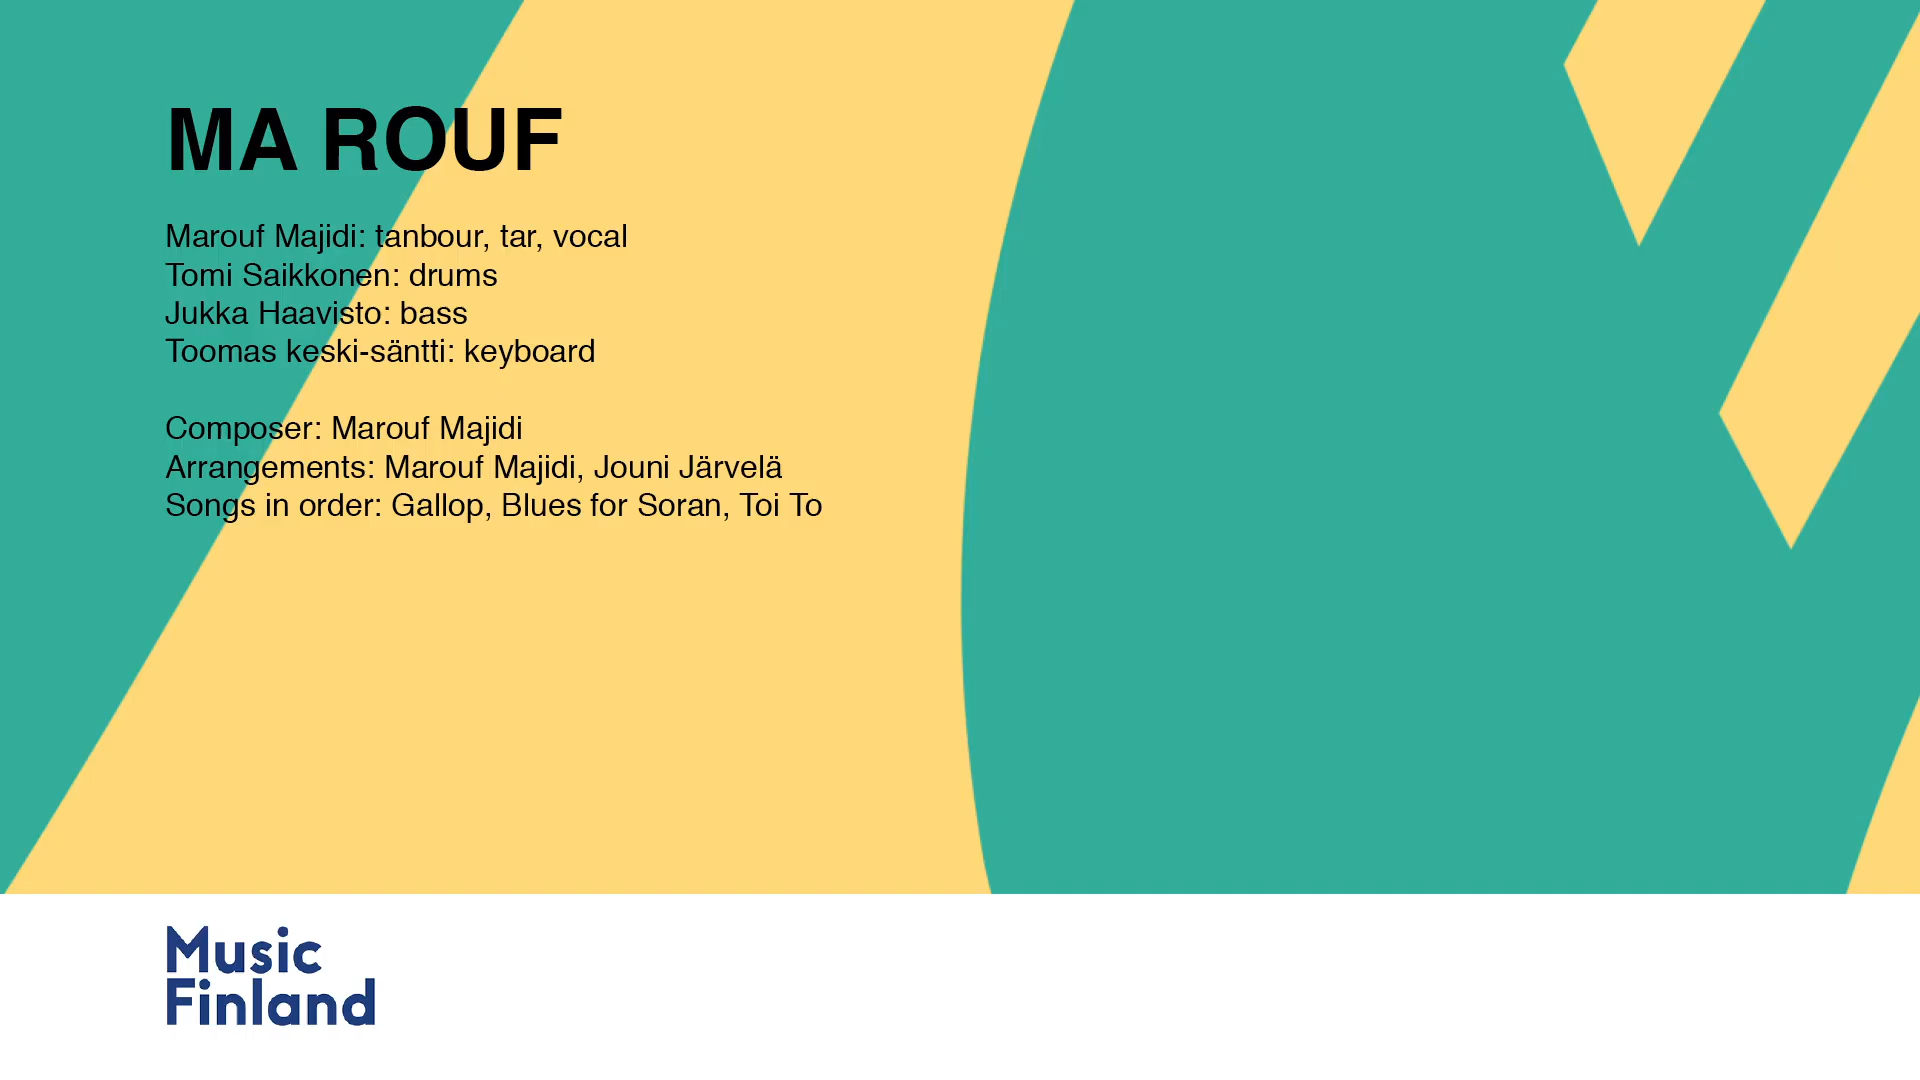 MA ROUF
Marouf Majidi: tanbour, tar, vocal
Tomi Saikkonen: drums
Jukka Haavisto: bass
Toomas keski-säntti: keyboard
Composer: Marouf Majidi
Arrangements: Marouf Majidi, Jouni Järvelä
Songs in order: Gallop, Blues for Soran, Toi To
Music
Finland